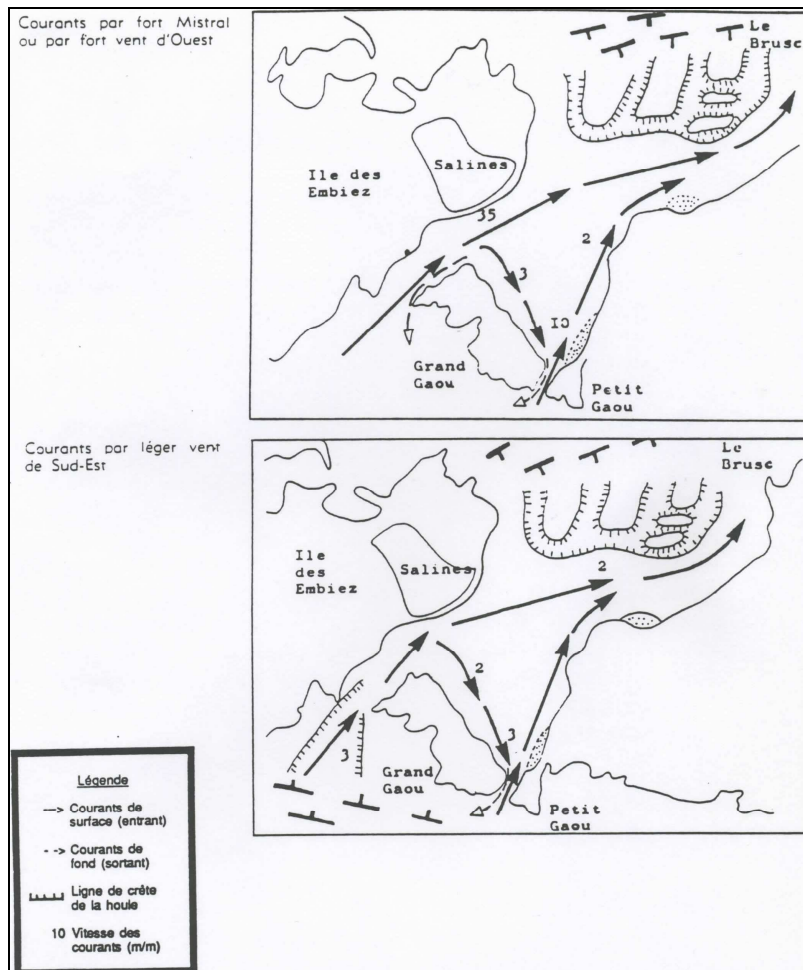 Courants par fort Mistral
ou par fort vent d'Ouest
Le
Brusc
Salines
Ile des
Embiez
35
2
3
10
Grand
Gaou
Petit
Gaou
Courants par léger vent
de Sud-Est
Le
Brusc
Ile
des
Embiez
Salines
2
2
3
3
Grand
Gaou
Petit
Gaou
Légende
Courants de
surface (entrant)
Courants de
fond (sortant)
Ligne de crête
de la houle
10 Vitesse des
courants (m/m)